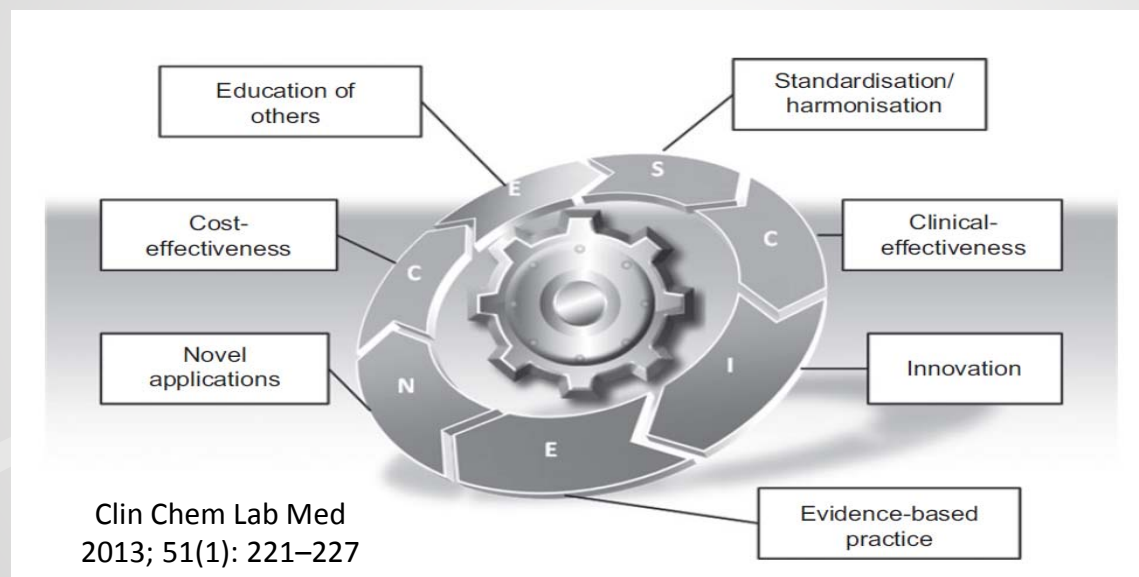 Education of
others
Standardisation/
harmonisation
E
S
Cost-
effectiveness
C
C
Clinical-
effectiveness
Novel
applications
N
I
Innovation
E
Evidence-based
practice
Clin Chem Lab Med
2013; 51(1): 221–227